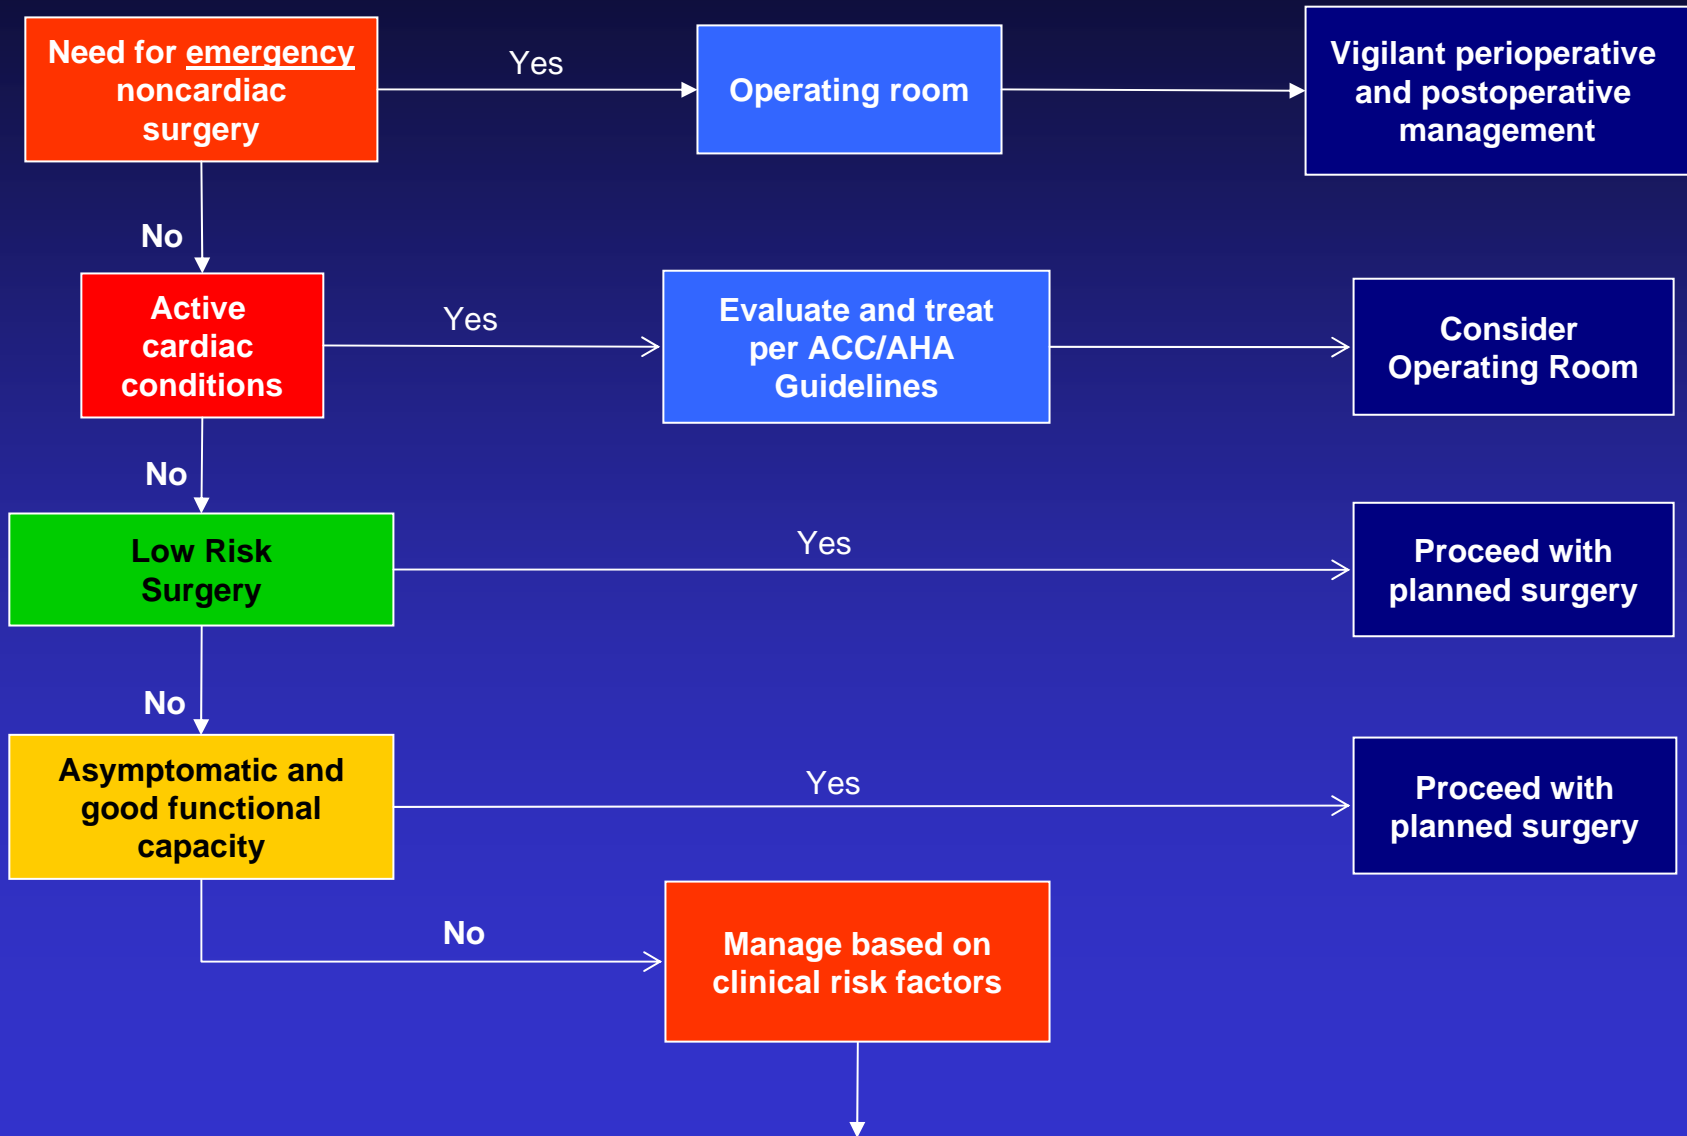 Need for emergency
noncardiac
surgery
Yes
Operating room
Vigilant perioperative
and postoperative
management
No
Active
cardiac
conditions
Yes
Evaluate and treat
per ACC/AHA
Guidelines
Consider
Operating Room
No
Low Risk
Surgery
Yes
Proceed with
planned surgery
No
Asymptomatic and
good functional
capacity
Yes
Proceed with
planned surgery
No
Manage based on
clinical risk factors